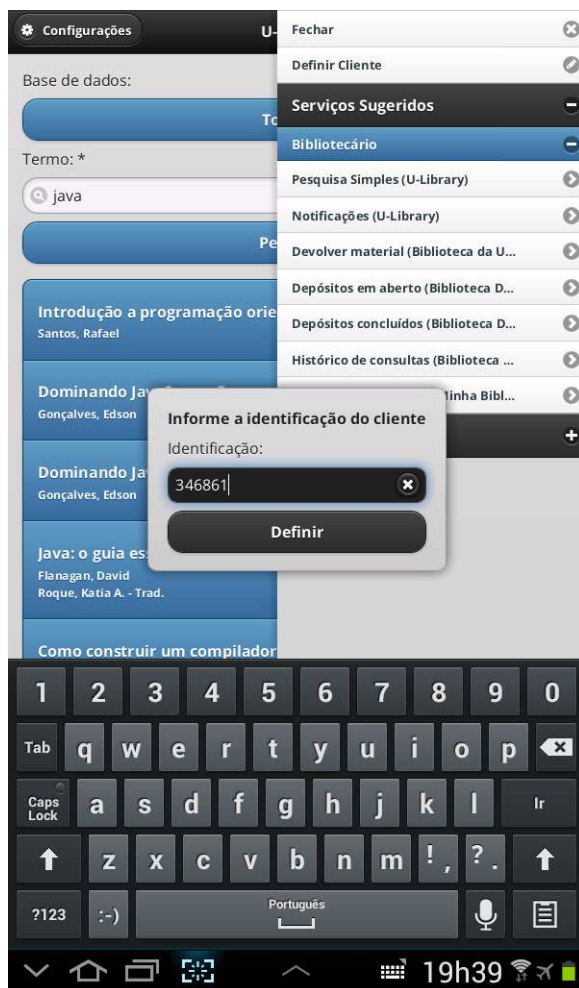 Configurações
U-
Base de dados:
To
Termo: *
java
Pe
Introdução a programação orie
Santos, Rafael
Dominando Ja
Gonçalves, Edson
Dominando Ja
Gonçalves, Edson
Java: o guia es
Flanagan, David
Roque, Katia A. - Trad.
Como construir um compilador
Fechar
Definir Cliente
Serviços Sugeridos
Bibliotecário
Pesquisa Simples (U-Library)
Notificações (U-Library)
Devolver material (Biblioteca da U...
Depósitos em aberto (Biblioteca D...
Depósitos concluídos (Biblioteca D...
Histórico de consultas (Biblioteca ...
inha Bibl...
Informe a identificação do cliente
Identificação:
346861
Definir
1 2 3 4 5 6 7 8 9 0
Tab q w e r t y u i o p
Caps Lock a s d f g h j k l Ir
z x c v b n m ! , ? .
?123 :-) Português
19h39